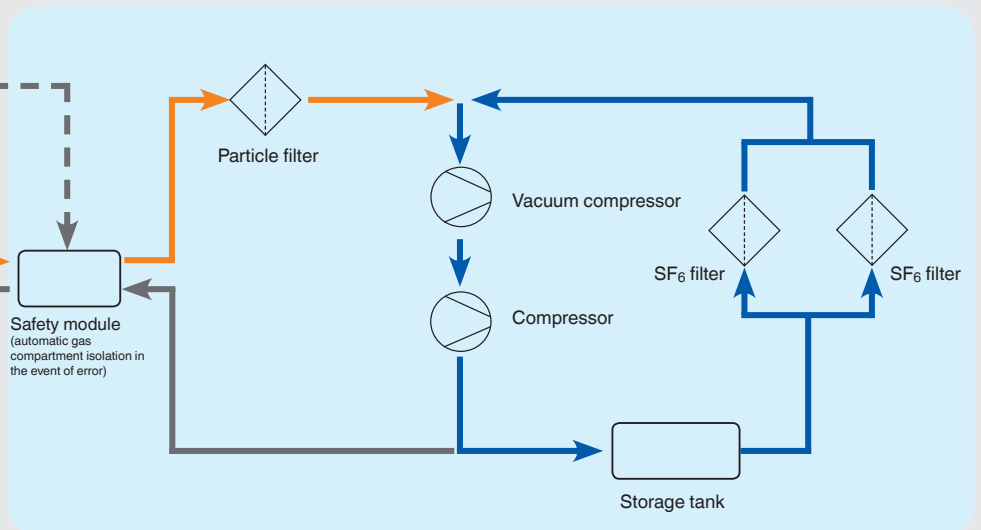 Particle filter
Vacuum compressor
SF₆ filter
SF₆ filter
Safety module
(automatic gas
compartment isolation in
the event of error)
Compressor
Storage tank